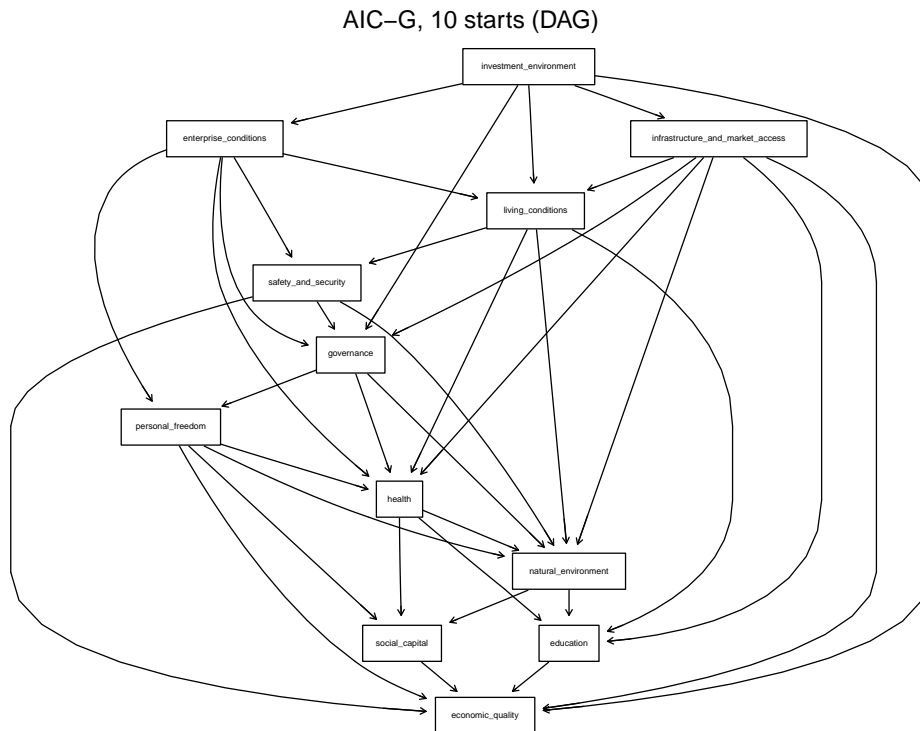 AIC–G, 10 starts (DAG)
investment_environment
enterprise_conditions
infrastructure_and_market_access
living_conditions
safety_and_security
governance
personal_freedom
health
natural_environment
social_capital
education
economic_quality